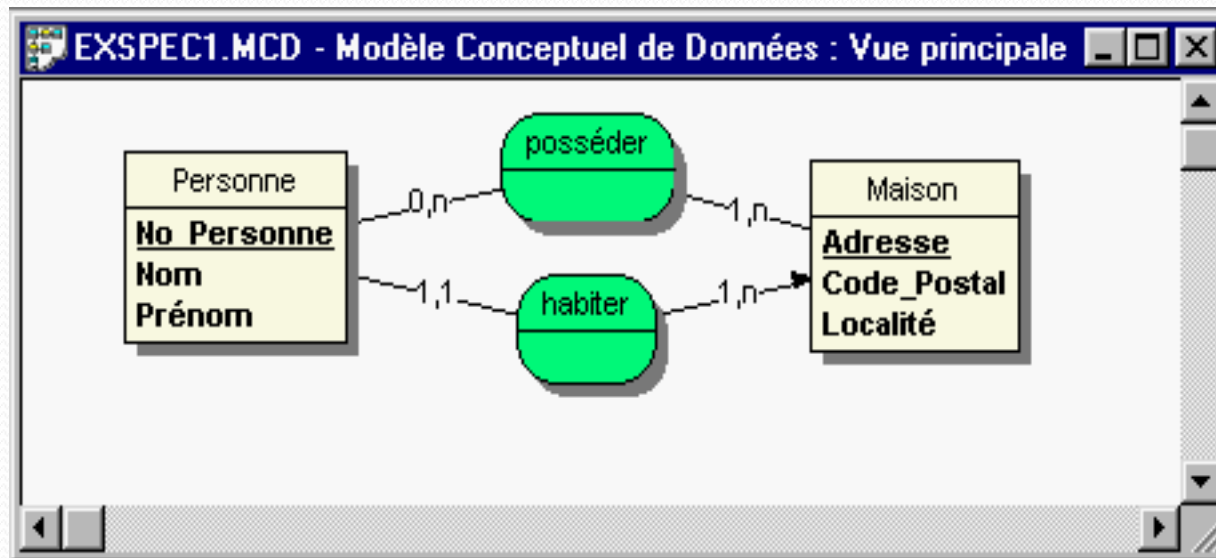 EXSPEC1.MCD - Modèle Conceptuel de Données : Vue principale
posséder
Personne
Maison
0,n
1,n
No_Personne
Adresse
Nom
Code_Postal
1,1
habiter
1,n
Prénom
Localité